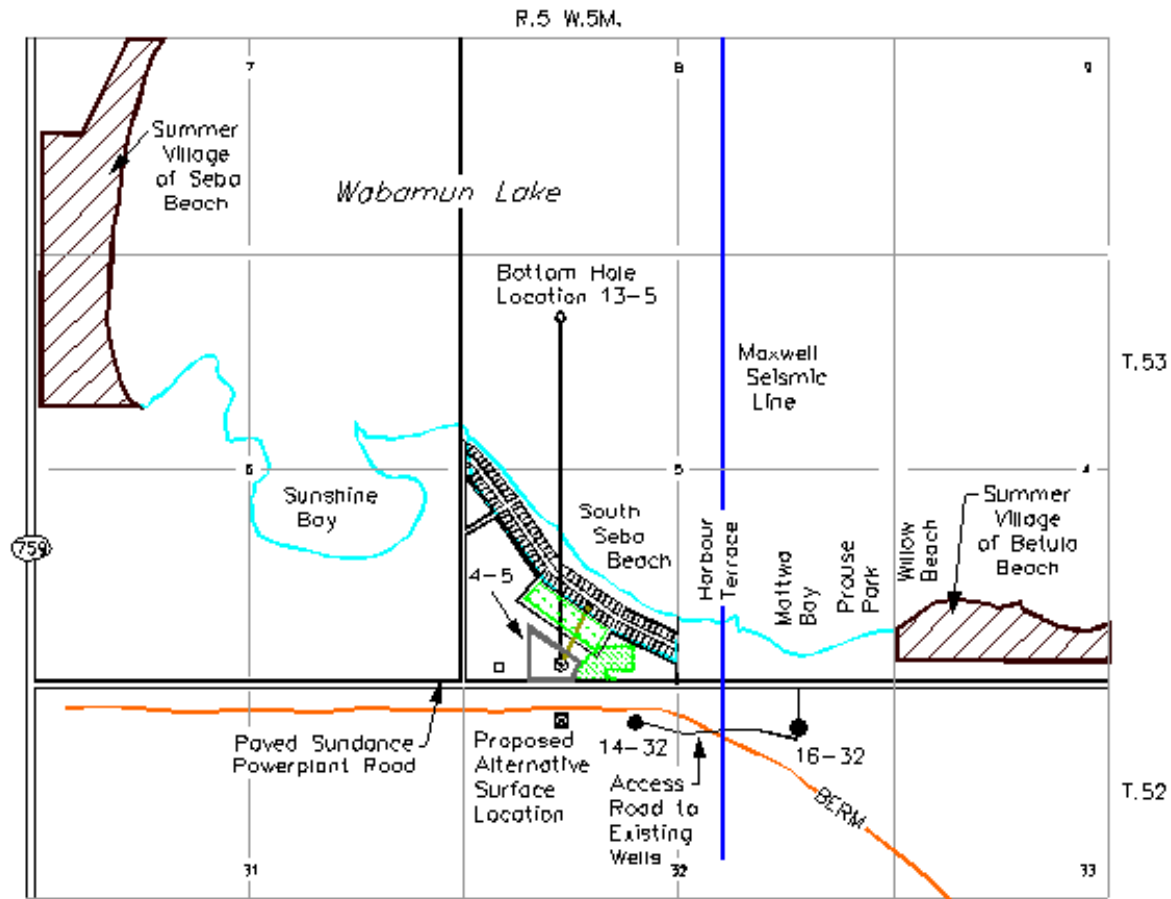 R.5 W.5M.
7
8
9
Summer
Village
of Seba
Beach
Wabamun Lake
Bottom Hole
Location 13-5
Maxwell
Seismic
Line
T.53
6
5
4
Sunshine
Bay
South
Seba
Beach
Summer
Village
of Betula
Beach
759
4-5
Harbour
Terrace
Mattwa
Bay
Prouse
Park
Willow
Beach
Paved Sundance
Powerplant Road
Proposed
Alternative
Surface
Location
14-32
Access
Road to
Existing
Wells
16-32
BERM
T.52
31
32
33